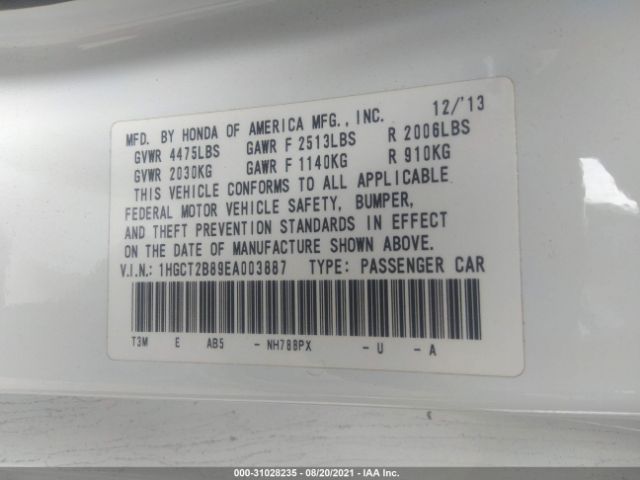 MFD. BY HONDA OF AMERICA MFG., INC. 12/'13
GVWR 4475LBS GAWR F 2513LBS R 2006LBS
GVWR 2030KG GAWR F 1140KG R 910KG
THIS VEHICLE CONFORMS TO ALL APPLICABLE
FEDERAL MOTOR VEHICLE SAFETY, BUMPER,
AND THEFT PREVENTION STANDARDS IN EFFECT
ON THE DATE OF MANUFACTURE SHOWN ABOVE.
V.I.N.: 1HGCT2B89EA003887 TYPE: PASSENGER CAR
T3M E AB5 - NH788PX - U - A
000-31028235 - 08/20/2021 - IAA Inc.